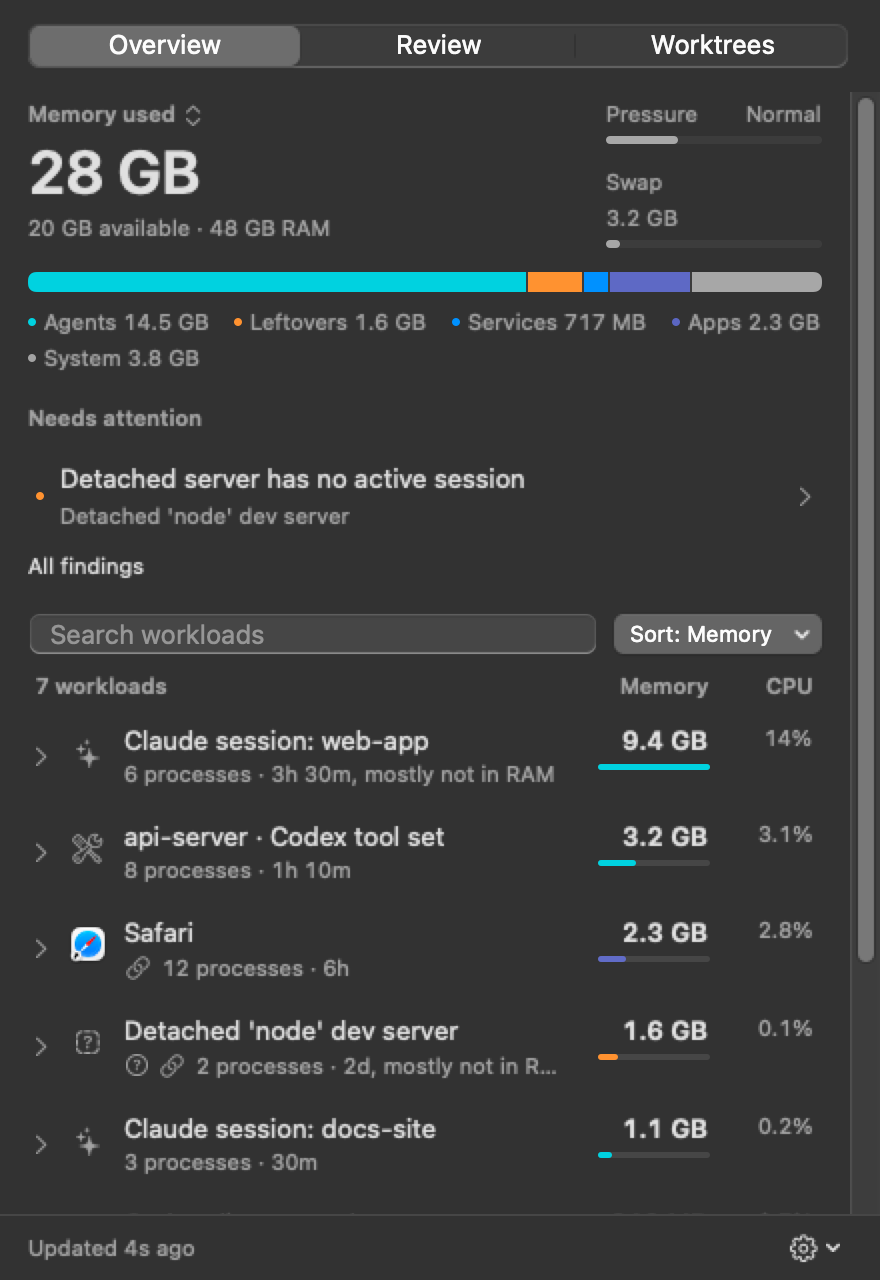 Overview Review Worktrees
Memory used
28 GB
20 GB available · 48 GB RAM
Pressure Normal
Swap
3.2 GB
Agents 14.5 GB Leftovers 1.6 GB Services 717 MB Apps 2.3 GB
System 3.8 GB
Needs attention
Detached server has no active session
Detached 'node' dev server
All findings
Search workloads Sort: Memory
7 workloads Memory CPU
Claude session: web-app 9.4 GB 14%
6 processes · 3h 30m, mostly not in RAM
api-server · Codex tool set 3.2 GB 3.1%
8 processes · 1h 10m
Safari 2.3 GB 2.8%
12 processes · 6h
Detached 'node' dev server 1.6 GB 0.1%
2 processes · 2d, mostly not in R...
Claude session: docs-site 1.1 GB 0.2%
3 processes · 30m
Updated 4s ago